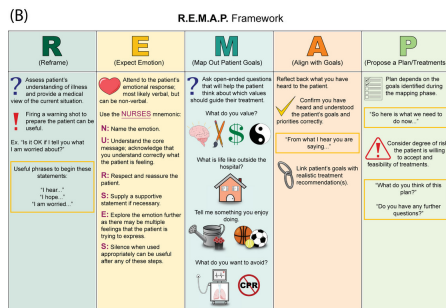 (B)
R.E.M.A.P. Framework
R
(Reframe)
Assess patient's
understanding of illness
and provide a medical
view of the current situation.
Firing a warning shot to
prepare the patient can be
useful.
Ex. 'Is it OK if I tell you what
I am worried about?'
Useful phrases to begin these
statements:
"I hear..."
"I hope..."
"I am worried..."
E
(Expect Emotion)
Attend to the patient's
emotional response;
most likely verbal, but
can be non-verbal.
Use the NURSES mnemonic:
N: Name the emotion.
U: Understand the core
message; acknowledge that
you understand correctly what
the patient is feeling.
R: Respect and reassure the
patient.
S: Supply a supportive
statement if necessary.
E: Explore the emotion further
as there may be multiple
feelings that the patient is
trying to express.
S: Silence when used
appropriately can be useful
after any of these steps.
M
(Map Out Patient Goals)
Ask open-ended questions
that will help the patient
think about which values
should guide their treatment.
What do you value?
$
What is life like outside the
hospital?
Tell me something you enjoy
doing.
What do you want to avoid?
CPR
A
(Align with Goals)
Reflect back what you have
heard to the patient.
Confirm you have
heard and understood
the patient's goals and
priorities correctly.
"From what I hear you are
saying..."
Link patient's goals with
realistic treatment
recommendation(s).
P
(Propose a Plan/Treatments)
Plan depends on the
goals identified during
the mapping phase.
"So here is what we need to
do now..."
Consider degree of risk
the patient is willing
to accept and
feasibility of treatments.
"What do you think of this
plan?"
"Do you have any further
questions?"